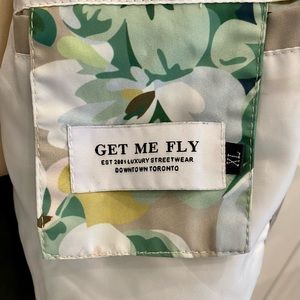 GET ME FLY
EST 2001 LUXURY STREETWEAR
DOWNTOWN TORONTO
XL